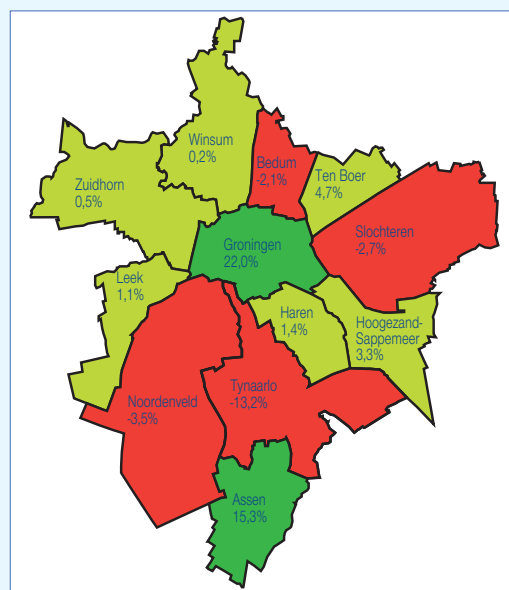 Winsum
0,2%
Bedum
-2,1%
Ten Boer
4,7%
Zuidhorn
0,5%
Slochteren
-2,7%
Groningen
22,0%
Leek
1,1%
Haren
1,4%
Hoogezand-
Sappemeer
3,3%
Noordenveld
-3,5%
Tynaarlo
-13,2%
Assen
15,3%